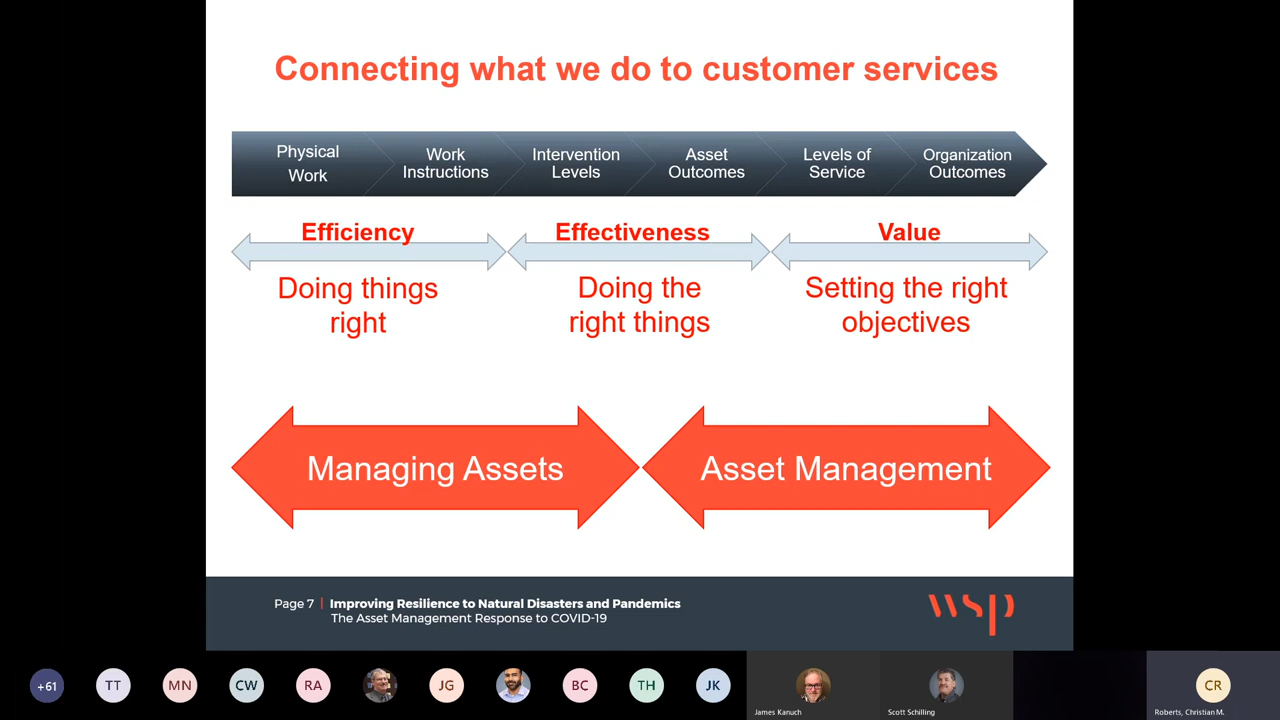 Connecting what we do to customer services
Physical
Work
Work
Instructions
Intervention
Levels
Asset
Outcomes
Levels of
Service
Organization
Outcomes
Efficiency
Effectiveness
Value
Doing things
right
Doing the
right things
Setting the right
objectives
Managing Assets
Asset Management
Page 7 | Improving Resilience to Natural Disasters and Pandemics
The Asset Management Response to COVID-19
wsp
+61
TT
MN
CW
RA
JG
BC
TH
JK
James Kanuch
Scott Schilling
CR
Roberts, Christian M.